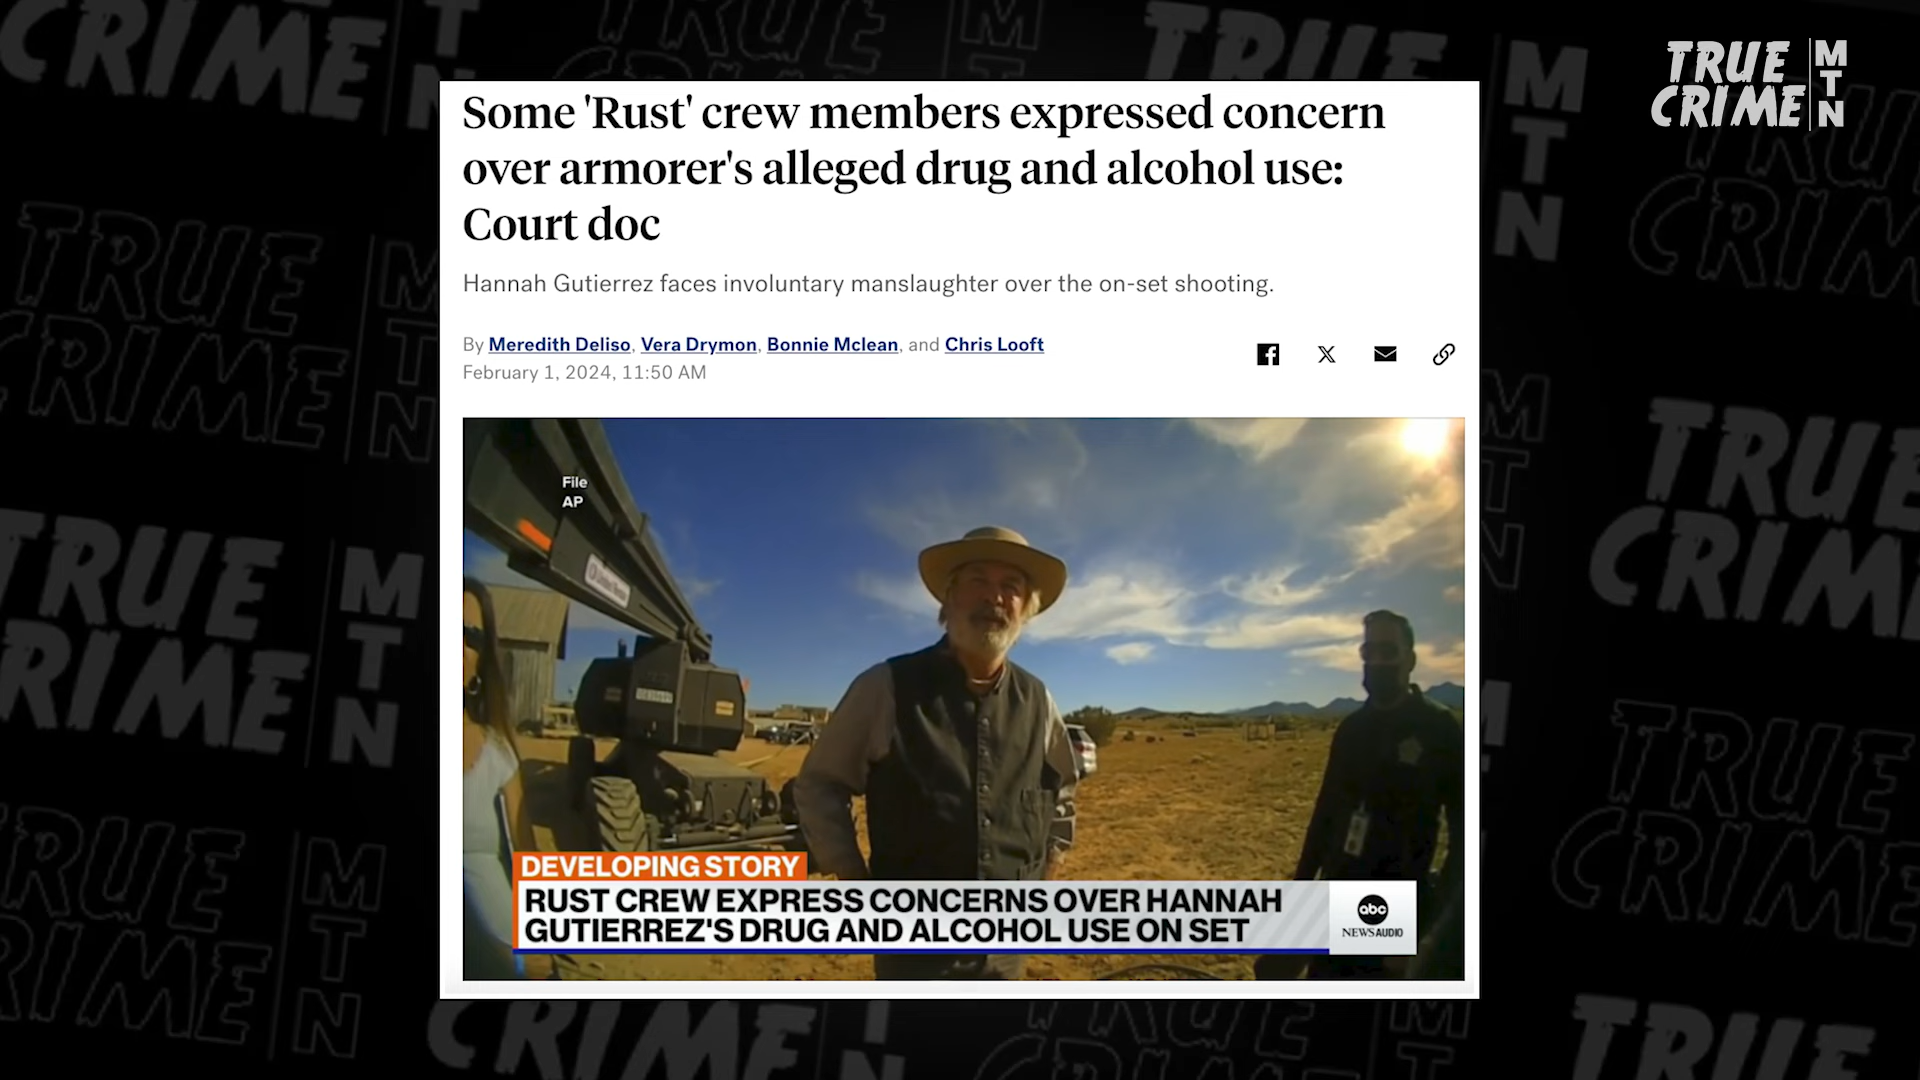 TRUE CRIME MTN
Some 'Rust' crew members expressed concern
over armorer's alleged drug and alcohol use:
Court doc
Hannah Gutierrez faces involuntary manslaughter over the on-set shooting.
By Meredith Deliso, Vera Drymon, Bonnie Mclean, and Chris Looft
February 1, 2024, 11:50 AM
File
AP
DEVELOPING STORY
RUST CREW EXPRESS CONCERNS OVER HANNAH
GUTIERREZ'S DRUG AND ALCOHOL USE ON SET
abc
NEWS AUDIO